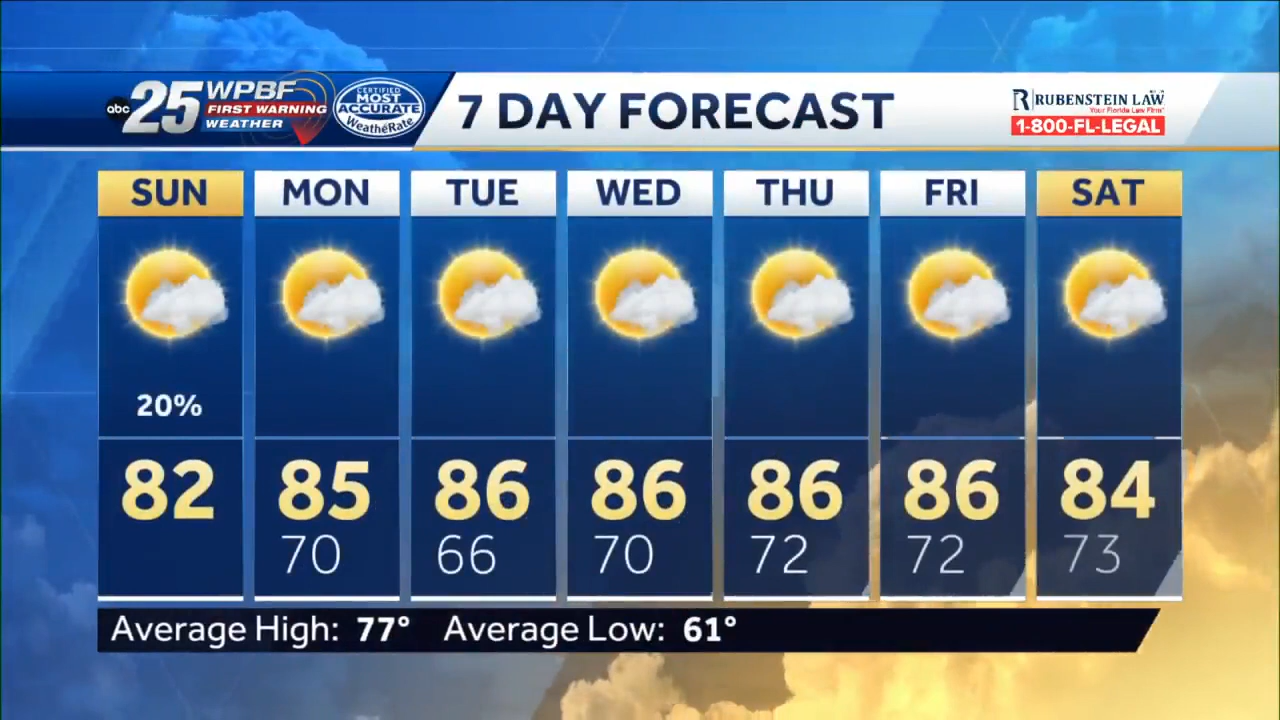 abc 25 WPBF
FIRST WARNING
WEATHER
CERTIFIED
MOST
ACCURATE
WeatheRate
7 DAY FORECAST
RUBENSTEIN LAW
Your Florida Law Firm
1-800-FL-LEGAL
SUN MON TUE WED THU FRI SAT
20%
82 85 86 86 86 86 84
70 66 70 72 72 73
Average High: 77° Average Low: 61°